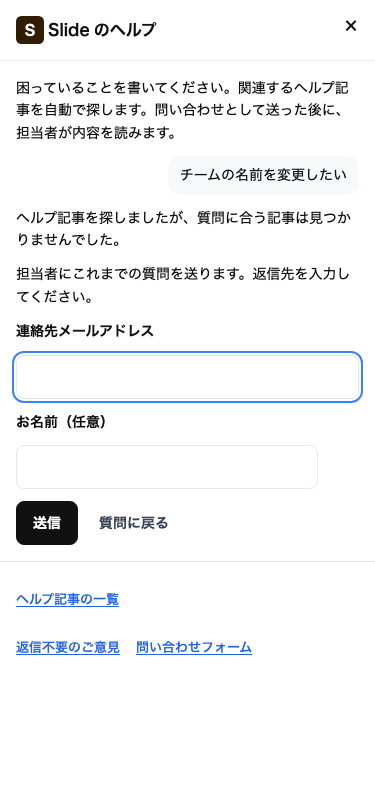 S Slide のヘルプ ×
困っていることを書いてください。関連するヘルプ記
事を自動で探します。問い合わせとして送った後に、
担当者が内容を読みます。
チームの名前を変更したい
ヘルプ記事を探しましたが、質問に合う記事は見つか
りませんでした。
担当者にこれまでの質問を送ります。返信先を入力し
てください。
連絡先メールアドレス
お名前（任意）
送信 質問に戻る
ヘルプ記事の一覧
返信不要のご意見 問い合わせフォーム